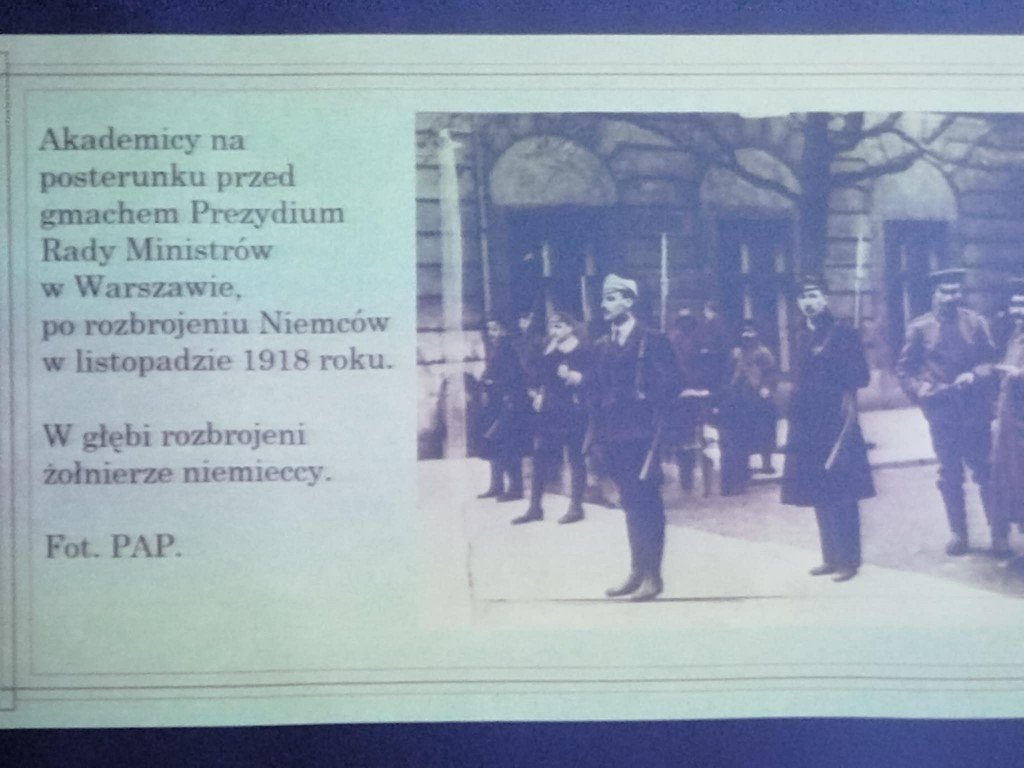 Akademicy na
posterunku przed
gmachem Prezydium
Rady Ministrów
w Warszawie,
po rozbrojeniu Niemców
w listopadzie 1918 roku.
W głębi rozbrojeni
żołnierze niemieccy.
Fot. PAP.